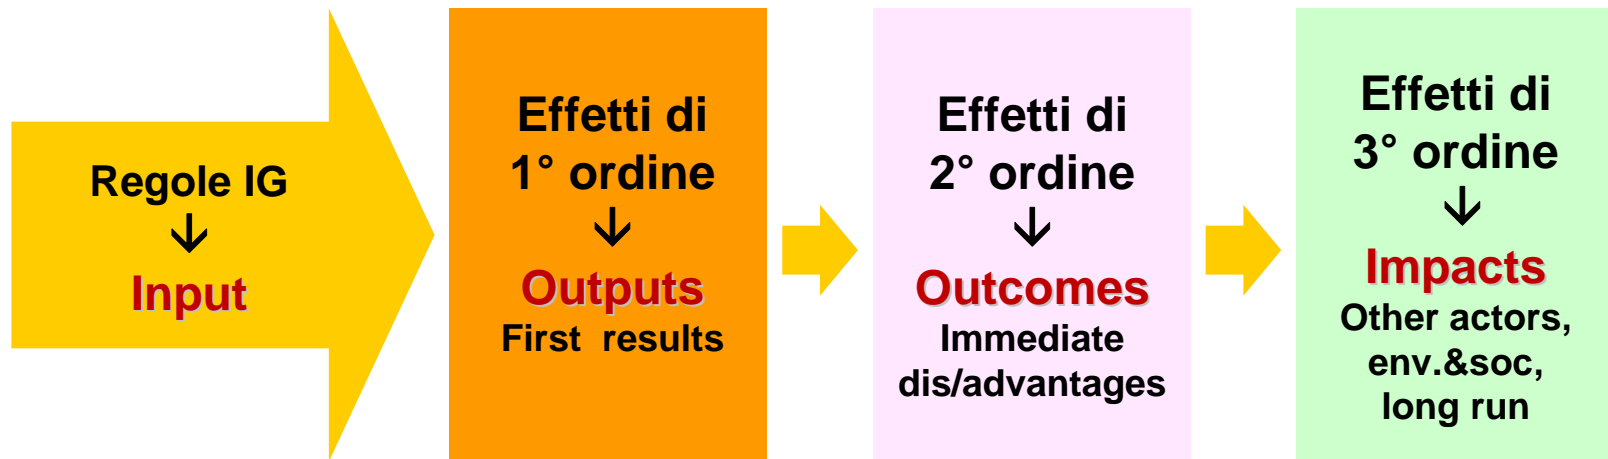 Regole IG
↓
Input
Effetti di
1° ordine
↓
Outputs
First results
Effetti di
2° ordine
↓
Outcomes
Immediate
dis/advantages
Effetti di
3° ordine
↓
Impacts
Other actors,
env.&soc,
long run